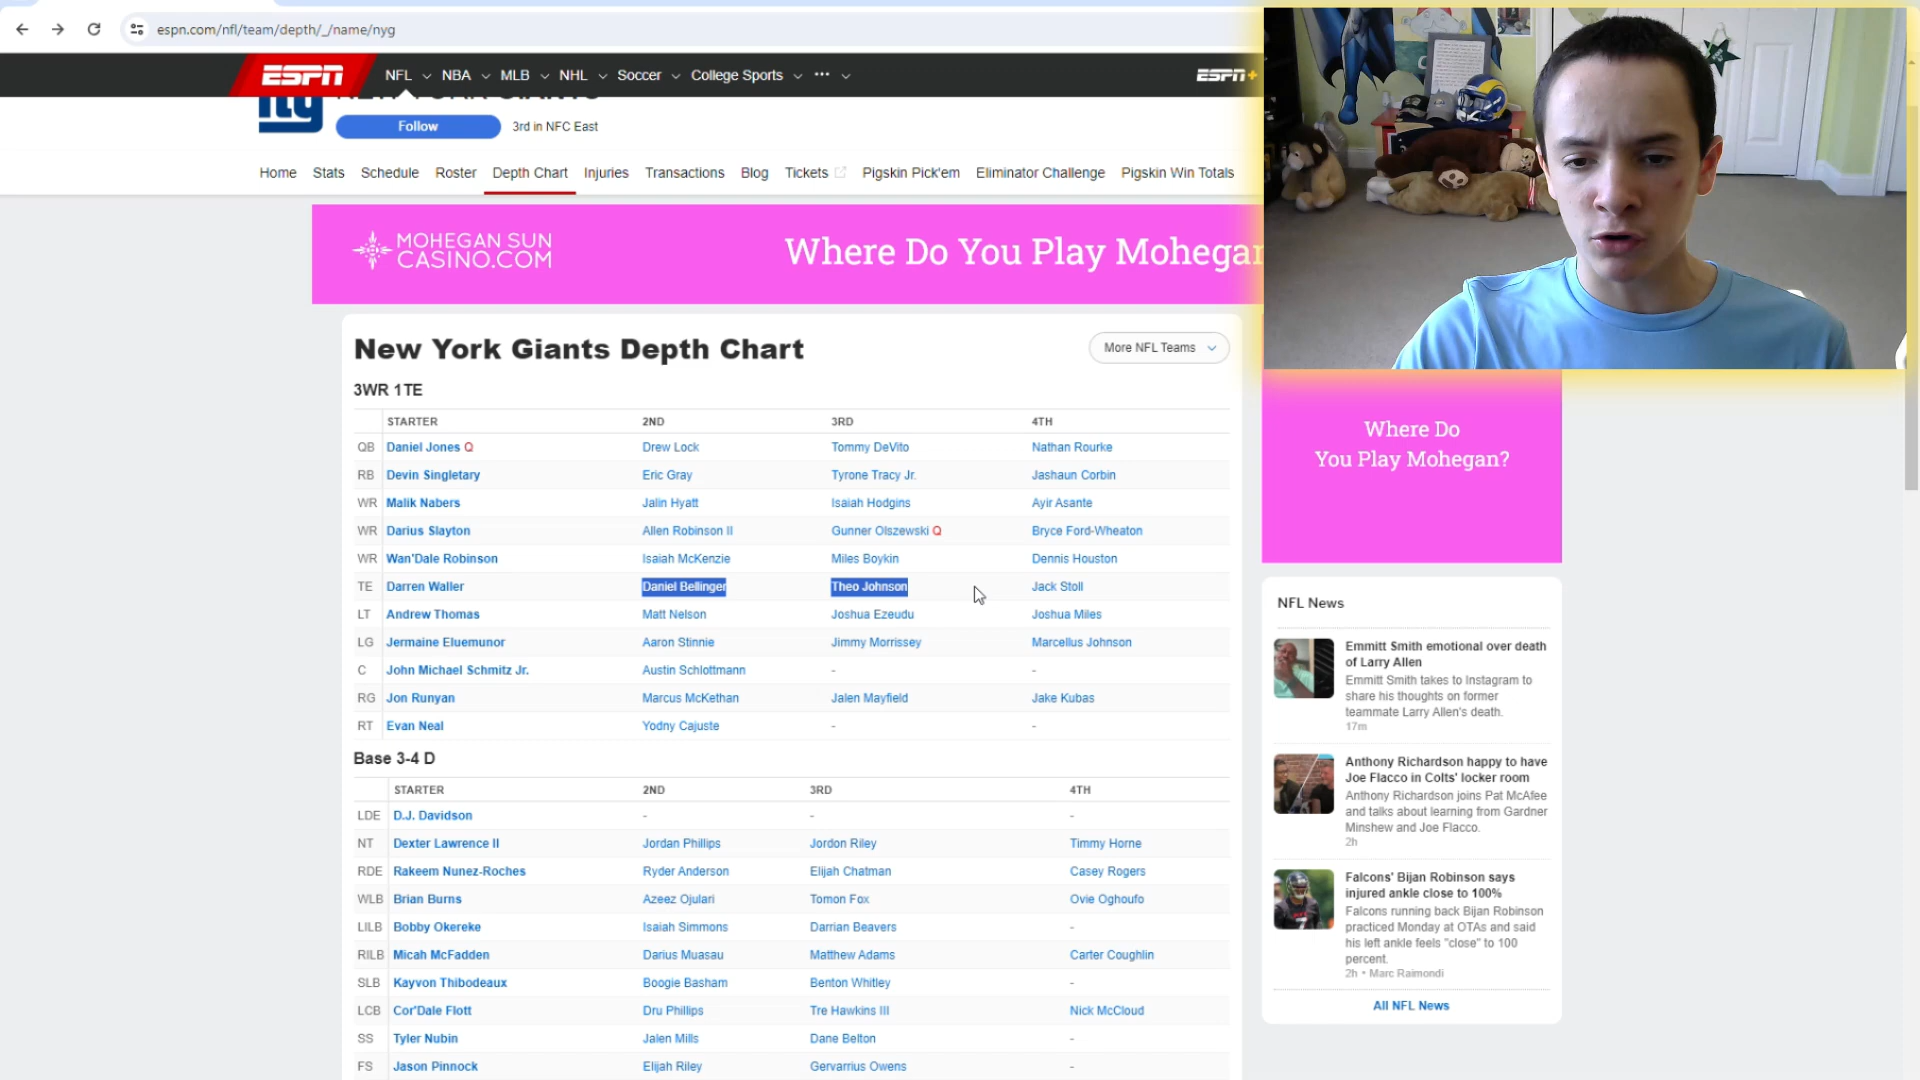 espn.com/nfl/team/depth/_/name/nyg
ESPN NFL NBA MLB NHL Soccer College Sports ••• ESPN+
Follow 3rd in NFC East
Home Stats Schedule Roster Depth Chart Injuries Transactions Blog Tickets Pigskin Pick'em Eliminator Challenge Pigskin Win Totals
MOHEGAN SUN
CASINO.COM
Where Do You Play Mohegan
New York Giants Depth Chart
More NFL Teams
3WR 1TE
STARTER 2ND 3RD 4TH
QB Daniel Jones Q Drew Lock Tommy DeVito Nathan Rourke
RB Devin Singletary Eric Gray Tyrone Tracy Jr. Jashaun Corbin
WR Malik Nabers Jalin Hyatt Isaiah Hodgins Ayir Asante
WR Darius Slayton Allen Robinson II Gunner Olszewski Q Bryce Ford-Wheaton
WR Wan'Dale Robinson Isaiah McKenzie Miles Boykin Dennis Houston
TE Darren Waller Daniel Bellinger Theo Johnson Jack Stoll
LT Andrew Thomas Matt Nelson Joshua Ezeudu Joshua Miles
LG Jermaine Eluemunor Aaron Stinnie Jimmy Morrissey Marcellus Johnson
C John Michael Schmitz Jr. Austin Schlottmann - -
RG Jon Runyan Marcus McKethan Jalen Mayfield Jake Kubas
RT Evan Neal Yodny Cajuste - -
Base 3-4 D
STARTER 2ND 3RD 4TH
LDE D.J. Davidson - - -
NT Dexter Lawrence II Jordan Phillips Jordon Riley Timmy Horne
RDE Rakeem Nunez-Roches Ryder Anderson Elijah Chatman Casey Rogers
WLB Brian Burns Azeez Ojulari Tomon Fox Ovie Oghoufo
LILB Bobby Okereke Isaiah Simmons Darrian Beavers -
RILB Micah McFadden Darius Muasau Matthew Adams Carter Coughlin
SLB Kayvon Thibodeaux Boogie Basham Benton Whitley -
LCB Cor'Dale Flott Dru Phillips Tre Hawkins III Nick McCloud
SS Tyler Nubin Jalen Mills Dane Belton -
FS Jason Pinnock Elijah Riley Gervarrius Owens -
Where Do
You Play Mohegan?
NFL News
Emmitt Smith emotional over death
of Larry Allen
Emmitt Smith takes to Instagram to
share his thoughts on former
teammate Larry Allen's death.
17m
Anthony Richardson happy to have
Joe Flacco in Colts' locker room
Anthony Richardson joins Pat McAfee
and talks about learning from Gardner
Minshew and Joe Flacco.
2h
Falcons' Bijan Robinson says
injured ankle close to 100%
Falcons running back Bijan Robinson
practiced Monday at OTAs and said
his left ankle feels "close" to 100
percent.
2h • Marc Raimondi
All NFL News